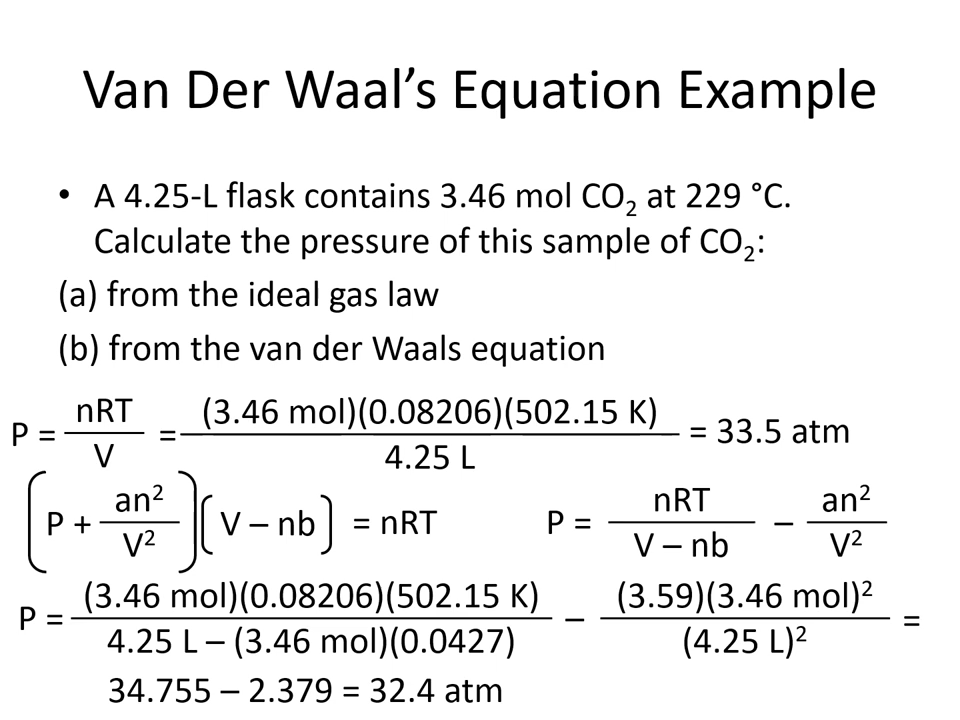 Van Der Waal’s Equation Example
• A 4.25-L flask contains 3.46 mol CO₂ at 229 °C.
Calculate the pressure of this sample of CO₂:
(a) from the ideal gas law
(b) from the van der Waals equation
P = nRT / V = (3.46 mol)(0.08206)(502.15 K) / 4.25 L = 33.5 atm
(P + an² / V²) (V – nb) = nRT P = nRT / V – nb – an² / V²
P = (3.46 mol)(0.08206)(502.15 K) / 4.25 L – (3.46 mol)(0.0427) – (3.59)(3.46 mol)² / (4.25 L)² =
34.755 – 2.379 = 32.4 atm